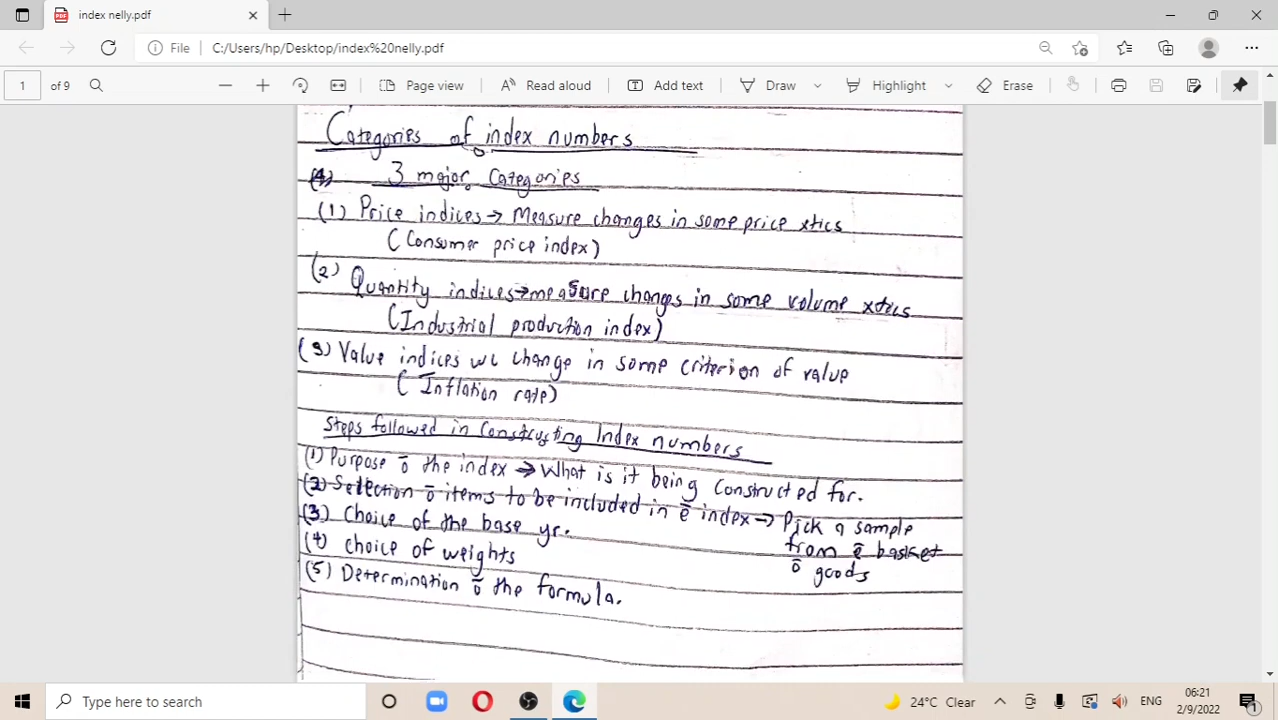 index nelly.pdf
File C:/Users/hp/Desktop/index%20nelly.pdf
1 of 9 Page view Read aloud Add text Draw Highlight Erase
Categories of index numbers
3 major categories
(1) Price indices → Measure changes in some price xtics
(Consumer price index)
(2) Quantity indices → measure changes in some volume xtics
(Industrial production index)
(3) Value indices we change in some criterion of value
(Inflation rate)
Steps followed in Constructing Index numbers
(1) Purpose ō the index → What is it being constructed for.
(2) Selection ō items to be included in ē index → Pick a sample
from ē basket
ō goods
(3) Choice of the base yr.
(4) choice of weights
(5) Determination ō the formula.
Type here to search
24°C Clear
ENG
06:21
2/9/2022
1